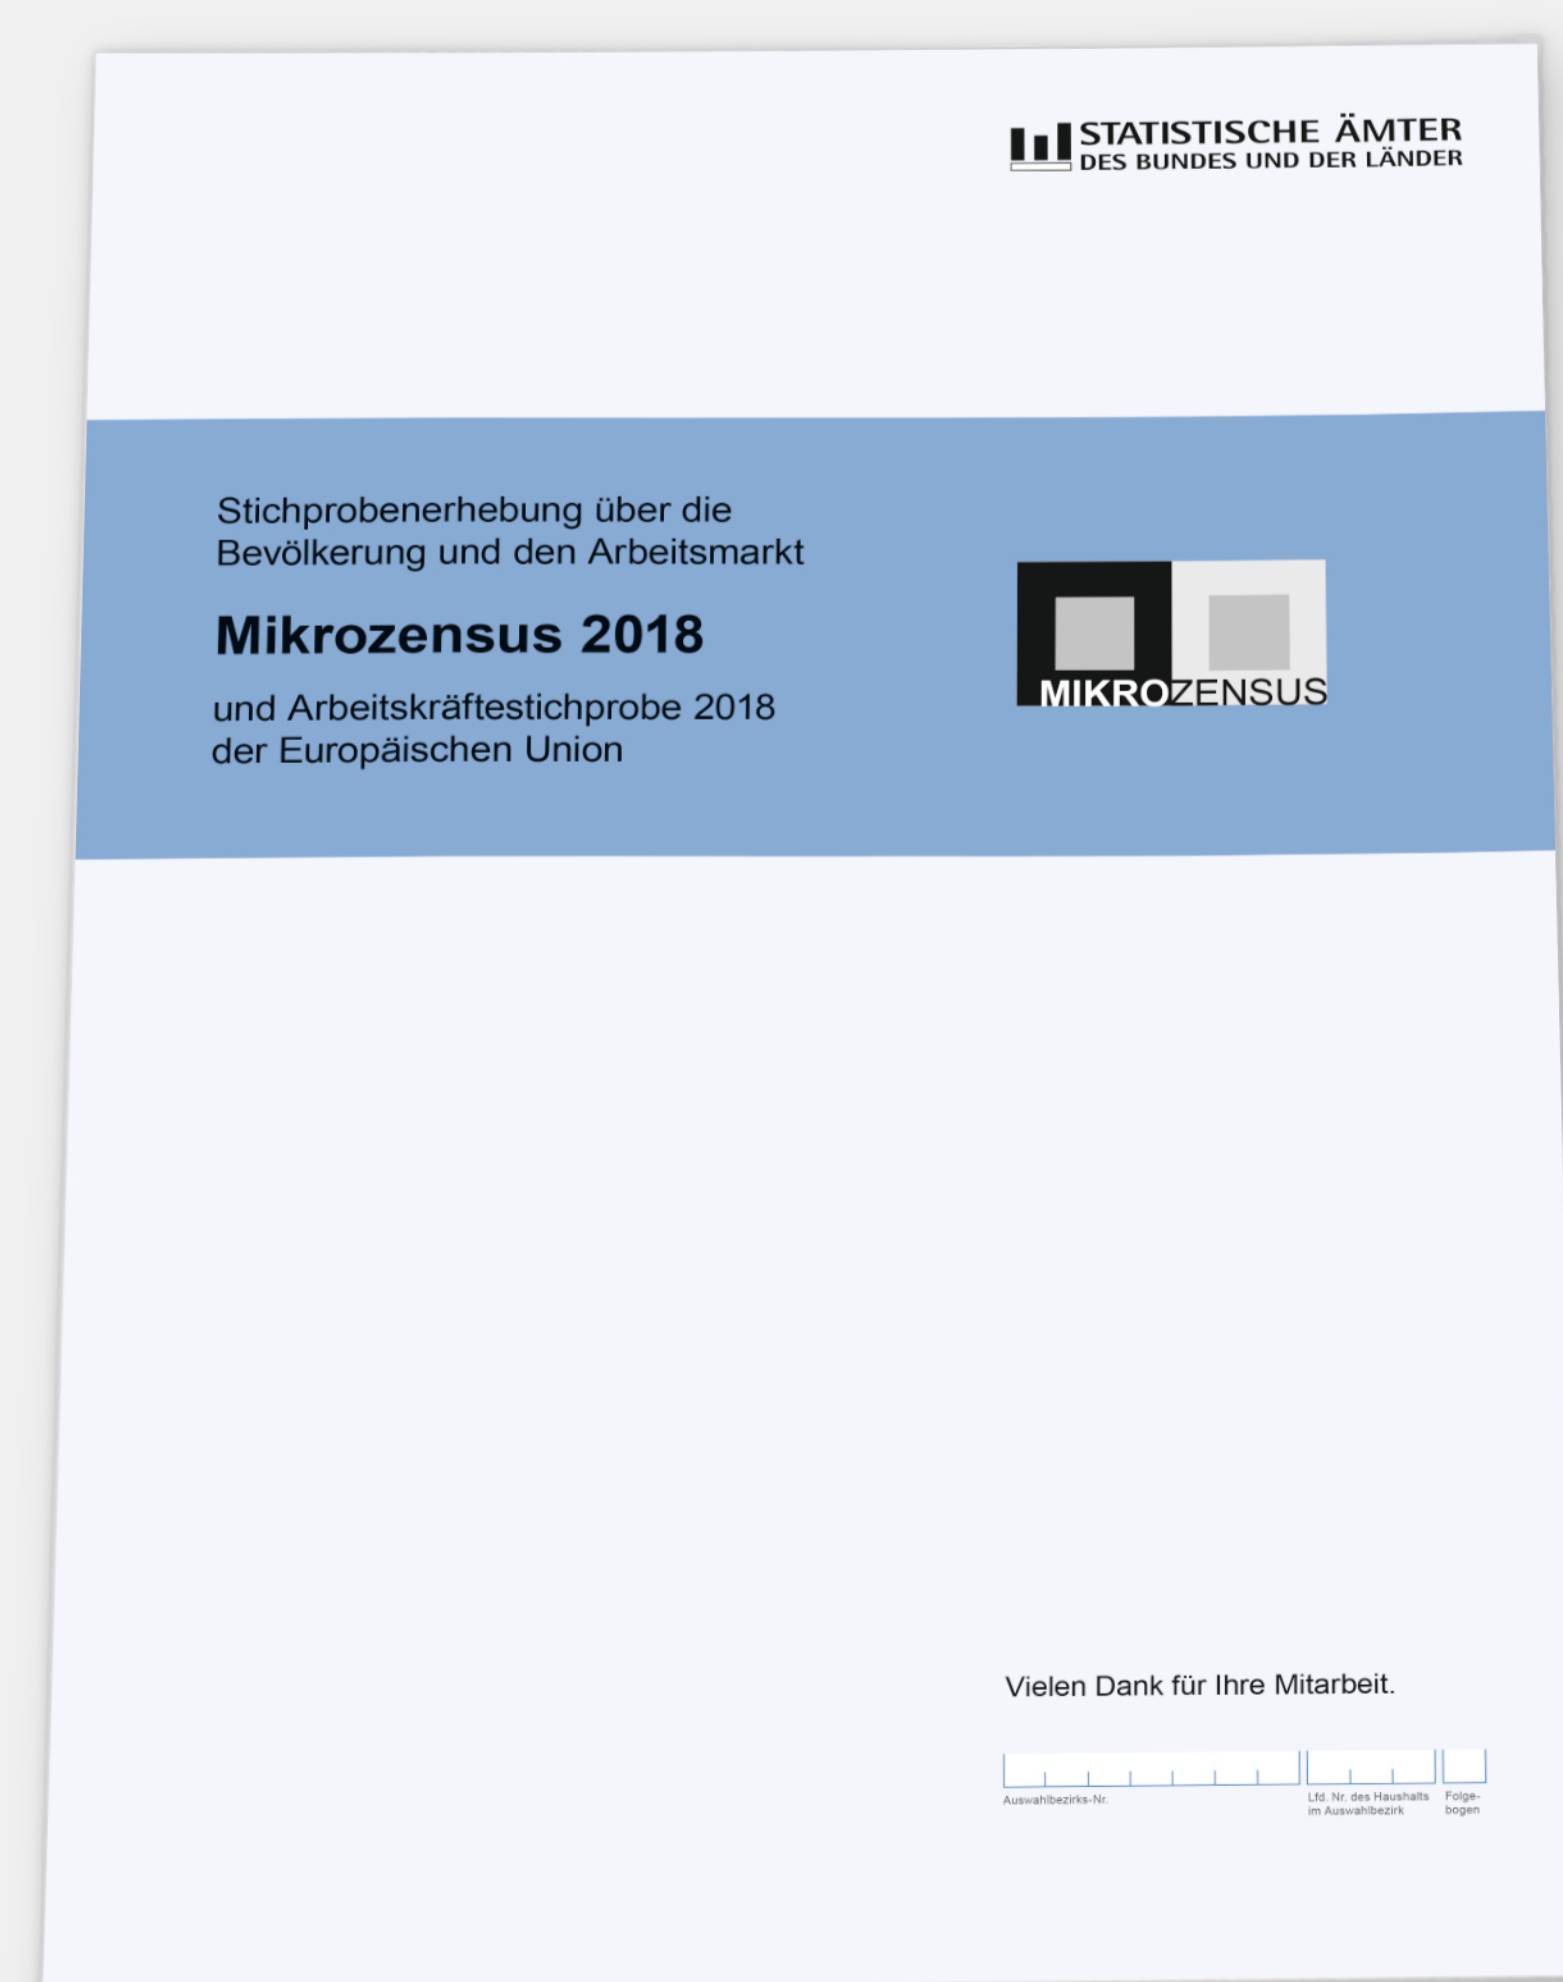 STATISTISCHE ÄMTER
DES BUNDES UND DER LÄNDER
Stichprobenerhebung über die
Bevölkerung und den Arbeitsmarkt
Mikrozensus 2018
und Arbeitskräftestichprobe 2018
der Europäischen Union
MIKROZENSUS
Vielen Dank für Ihre Mitarbeit.
Auswahlbezirks-Nr.
Lfd. Nr. des Haushalts
im Auswahlbezirk
Folge-
bogen